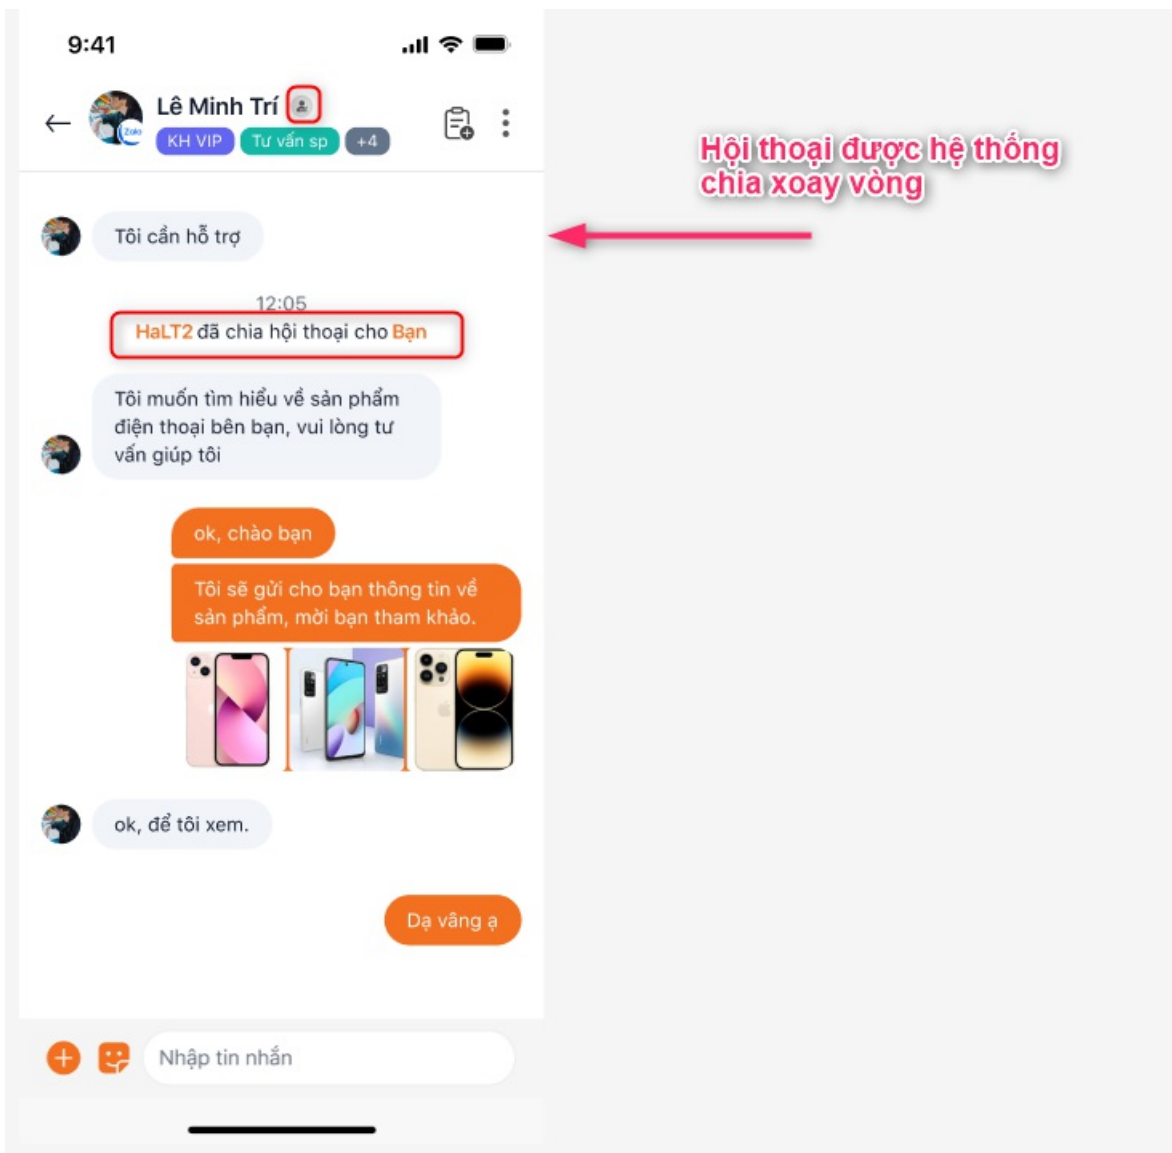 9:41
Lê Minh Trí
Zalo
KH VIP Tư vấn sp +4
Hội thoại được hệ thống
chia xoay vòng
Tôi cần hỗ trợ
12:05
HaLT2 đã chia hội thoại cho Bạn
Tôi muốn tìm hiểu về sản phẩm
điện thoại bên bạn, vui lòng tư
vấn giúp tôi
ok, chào bạn
Tôi sẽ gửi cho bạn thông tin về
sản phẩm, mời bạn tham khảo.
ok, để tôi xem.
Dạ vâng ạ
Nhập tin nhắn